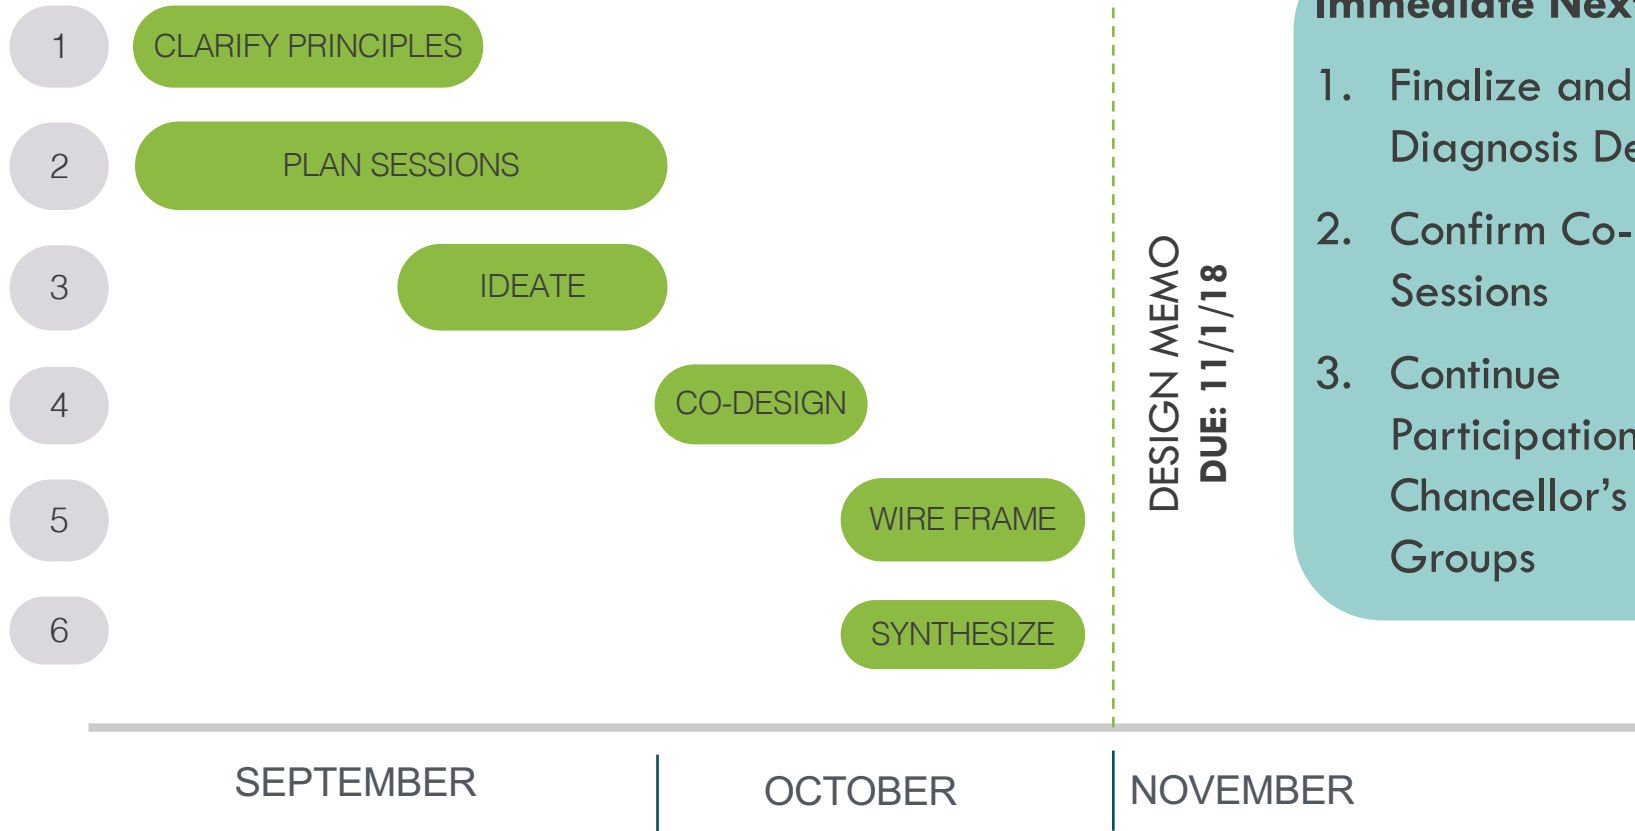 1
CLARIFY PRINCIPLES
2
PLAN SESSIONS
3
IDEATE
4
CO-DESIGN
5
WIRE FRAME
6
SYNTHESIZE
DESIGN MEMO
DUE: 11/1/18
SEPTEMBER
OCTOBER
NOVEMBER
Immediate
1. Finalize and
Diagnosis
2. Confirm Co-
Sessions
3. Continue
Participation
Chancellor's
Groups